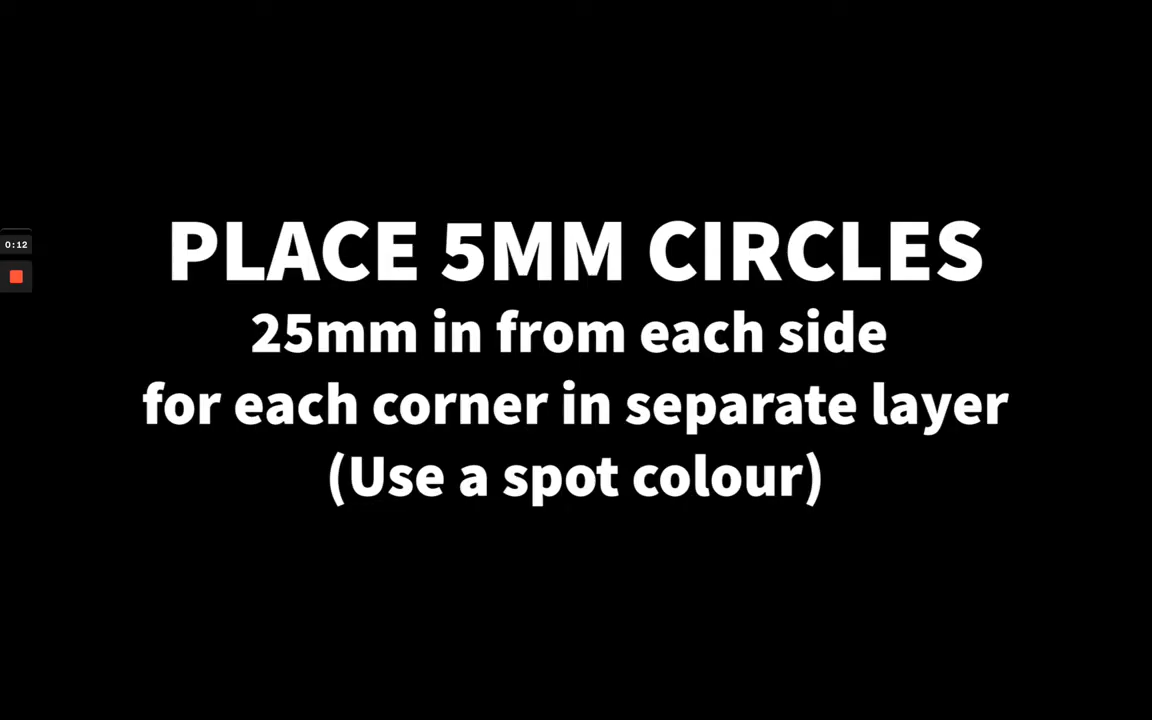 0:12
PLACE 5MM CIRCLES
25mm in from each side
for each corner in separate layer
(Use a spot colour)